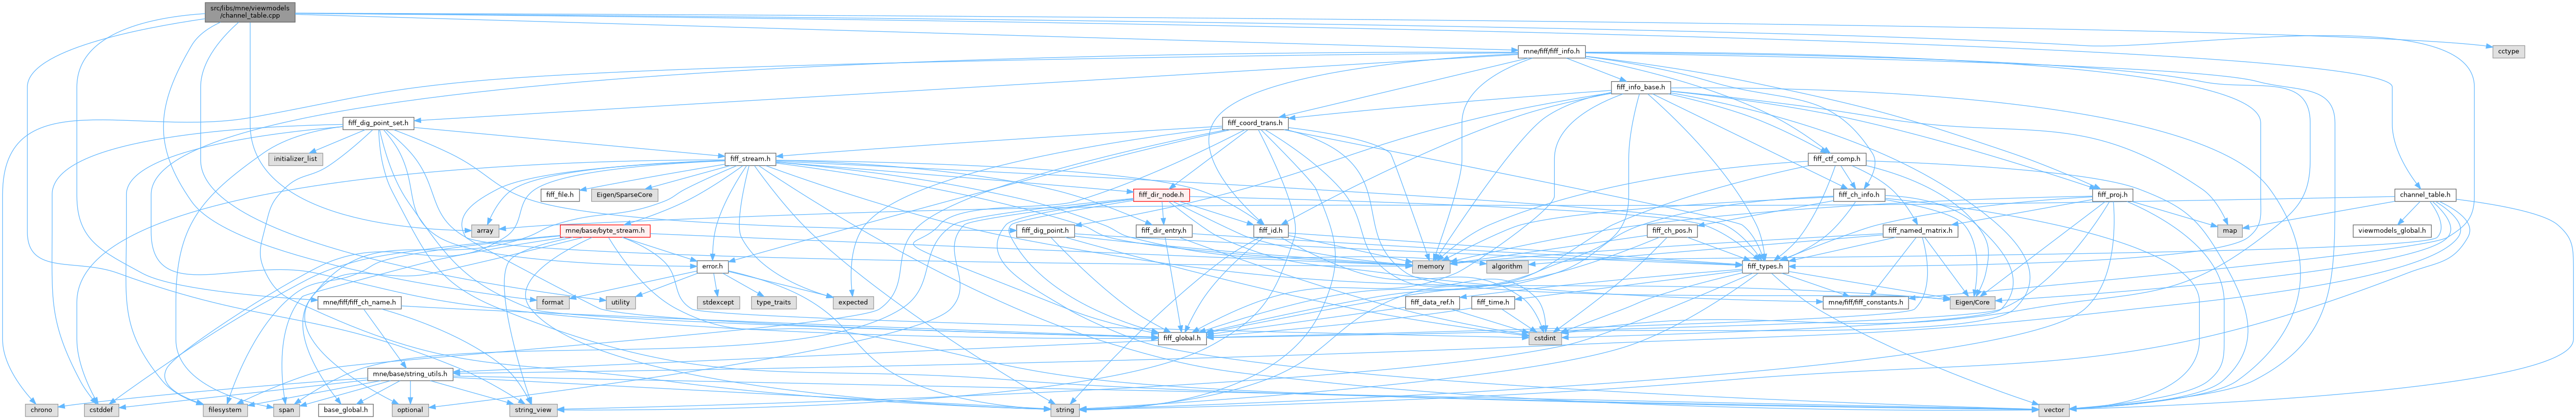 src/libs/mne/viewmodels
/channel_table.cpp
mne/fiff/fiff_info.h
cctype
fiff_info_base.h
fiff_dig_point_set.h
fiff_coord_trans.h
initializer_list
fiff_stream.h
fiff_ctf_comp.h
fiff_file.h
Eigen/SparseCore
fiff_dir_node.h
fiff_ch_info.h
fiff_proj.h
channel_table.h
array
mne/base/byte_stream.h
fiff_dig_point.h
fiff_dir_entry.h
fiff_id.h
fiff_ch_pos.h
fiff_named_matrix.h
map
viewmodels_global.h
error.h
memory
algorithm
fiff_types.h
mne/fiff/fiff_ch_name.h
format
utility
stdexcept
type_traits
expected
fiff_data_ref.h
fiff_time.h
mne/fiff/fiff_constants.h
Eigen/Core
fiff_global.h
cstdint
mne/base/string_utils.h
chrono
cstddef
filesystem
span
base_global.h
optional
string_view
string
vector